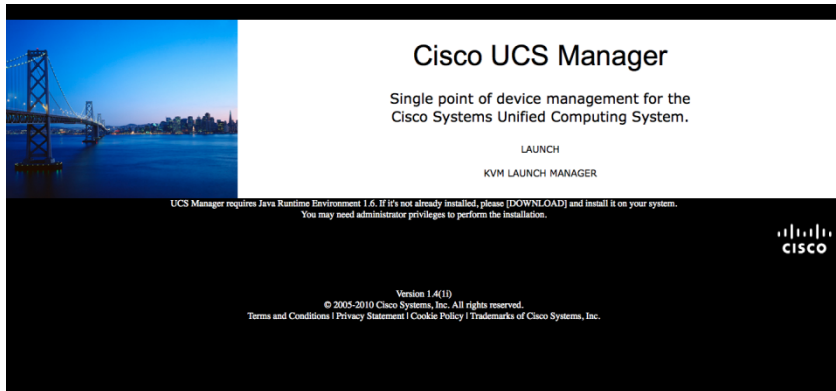 Cisco UCS Manager
Single point of device management for the
Cisco Systems Unified Computing System.
LAUNCH
KVM LAUNCH MANAGER
UCS Manager requires Java Runtime Environment 1.6. If it's not already installed, please [DOWNLOAD] and install it on your system.
You may need administrator privileges to perform the installation.
CISCO
Version 1.4(1i)
© 2005-2010 Cisco Systems, Inc. All rights reserved.
Terms and Conditions | Privacy Statement | Cookie Policy | Trademarks of Cisco Systems, Inc.